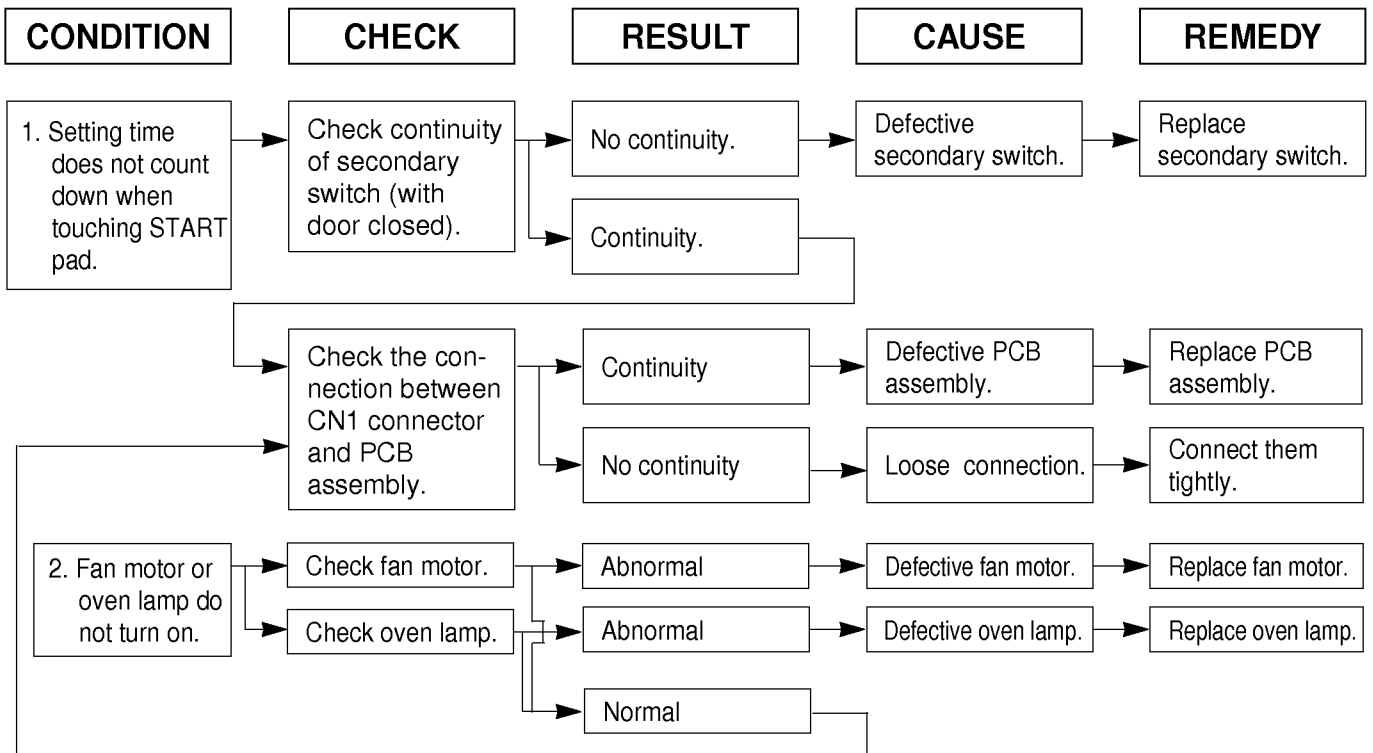 CONDITION
CHECK
RESULT
CAUSE
REMEDY
1. Setting time
does not count
down when
touching START
pad.
Check continuity
of secondary
switch (with
door closed).
No continuity.
Defective
secondary switch.
Replace
secondary switch.
Continuity.
Check the con-
nection between
CN1 connector
and PCB
assembly.
Continuity
Defective PCB
assembly.
Replace PCB
assembly.
No continuity
Loose connection.
Connect them
tightly.
2. Fan motor or
oven lamp do
not turn on.
Check fan motor.
Abnormal
Defective fan motor.
Replace fan motor.
Check oven lamp.
Abnormal
Defective oven lamp.
Replace oven lamp.
Normal